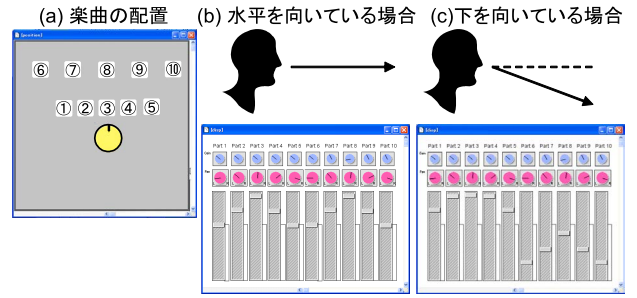 (a) 楽曲の配置
(b) 水平を向いている場合
(c)下を向いている場合
⑥ ⑦ ⑧ ⑨ ⑩
① ② ③ ④ ⑤
Part 1 Part 2 Part 3 Part 4 Part 5 Part 6 Part 7 Part 8 Part 9 Part 10
Part 1 Part 2 Part 3 Part 4 Part 5 Part 6 Part 7 Part 8 Part 9 Part 10